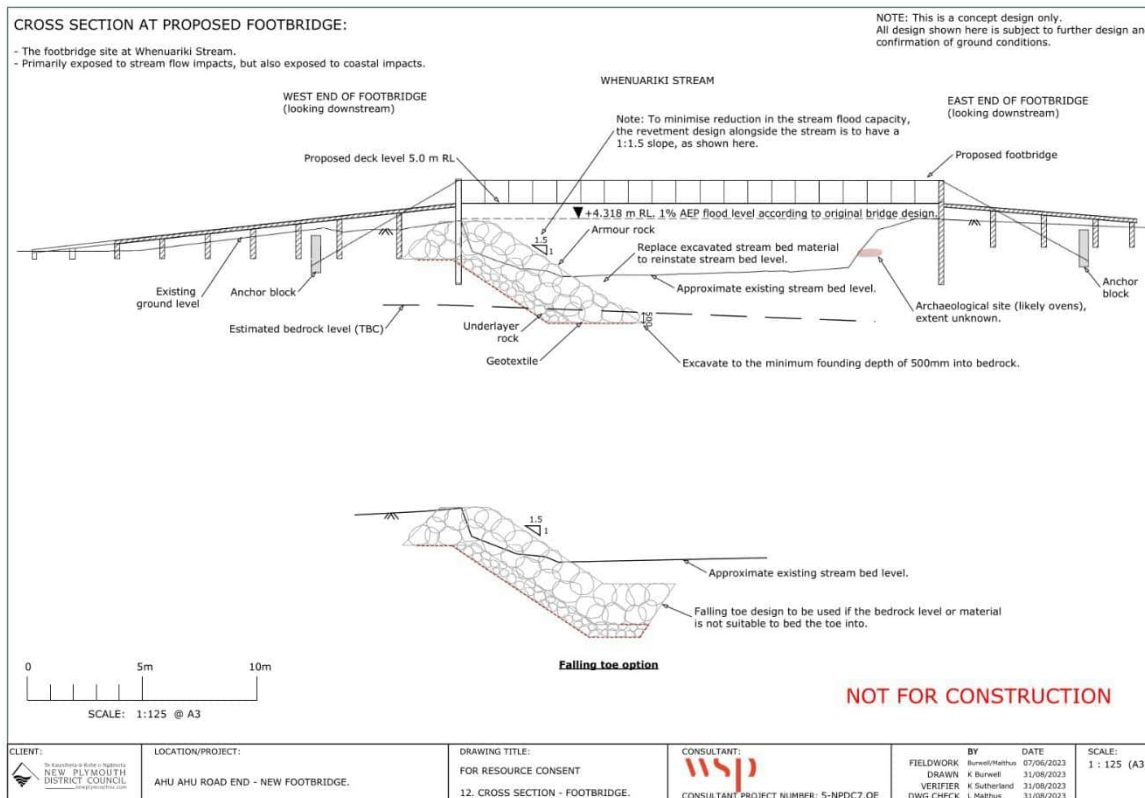 CROSS SECTION AT PROPOSED FOOTBRIDGE:
- The footbridge site at Whenuariki Stream.
- Primarily exposed to stream flow impacts, but also exposed to coastal impacts.
NOTE: This is a concept design only.
All design shown here is subject to further design an
confirmation of ground conditions.
WHENUARIKI STREAM
WEST END OF FOOTBRIDGE
(looking downstream)
EAST END OF FOOTBRIDGE
(looking downstream)
Note: To minimise reduction in the stream flood capacity,
the revetment design alongside the stream is to have a
1:1.5 slope, as shown here.
Proposed deck level 5.0 m RL
Proposed footbridge
+4.318 m RL. 1% AEP flood level according to original bridge design.
Armour rock
1.5
1
Replace excavated stream bed material
to reinstate stream bed level.
Approximate existing stream bed level.
Existing
ground level
Anchor block
Anchor
block
Archaeological site (likely ovens),
extent unknown.
Estimated bedrock level (TBC)
Underlayer
rock
500
Geotextile
Excavate to the minimum founding depth of 500mm into bedrock.
1.5
1
Approximate existing stream bed level.
Falling toe design to be used if the bedrock level or material
is not suitable to bed the toe into.
Falling toe option
0 5m 10m
SCALE: 1:125 @ A3
NOT FOR CONSTRUCTION
CLIENT:
NEW PLYMOUTH
DISTRICT COUNCIL
newplymouthnz.com
LOCATION/PROJECT:
AHU AHU ROAD END - NEW FOOTBRIDGE.
DRAWING TITLE:
FOR RESOURCE CONSENT
12. CROSS SECTION - FOOTBRIDGE.
CONSULTANT:
wsp
CONSULTANT PROJECT NUMBER: 5-NPDC7.OE
BY DATE
FIELDWORK Burwell/Malthus 07/06/2023
DRAWN K Burwell 31/08/2023
VERIFIER K Sutherland 31/08/2023
DWG CHECK L Malthus 31/08/2023
SCALE:
1 : 125 (A3